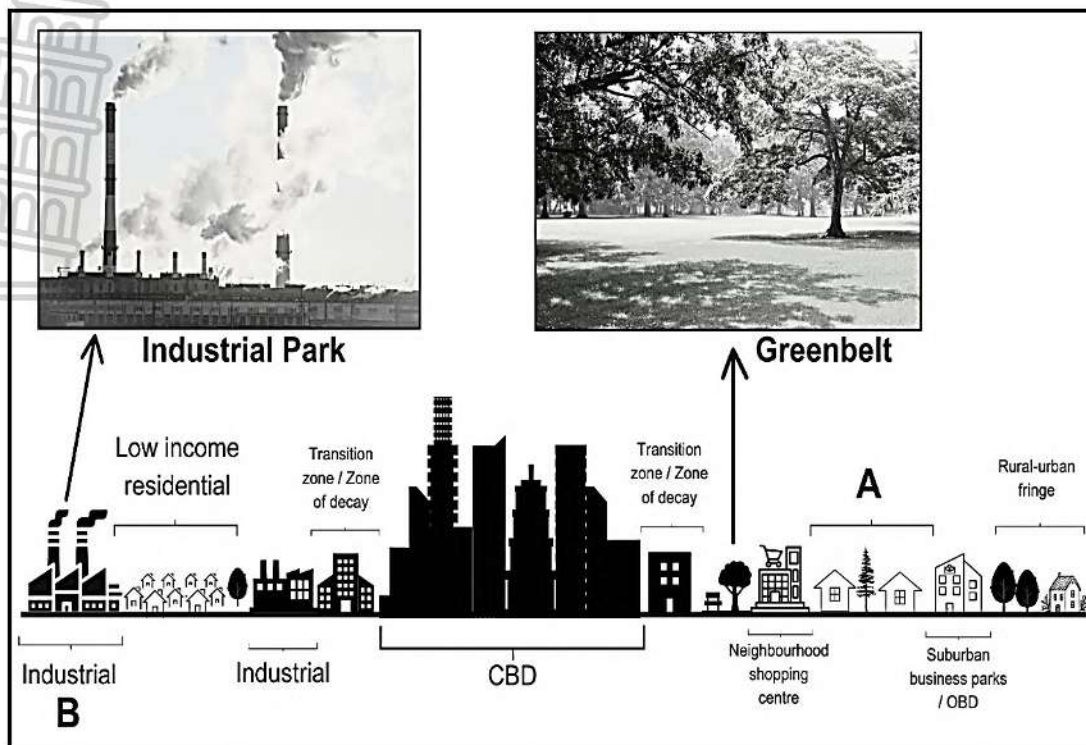 Industrial Park
Greenbelt
Low income
residential
Transition
zone / Zone
of decay
Transition
zone / Zone
of decay
A
Rural-urban
fringe
Industrial
B
Industrial
CBD
Neighbourhood
shopping
centre
Suburban
business parks
/ OBD